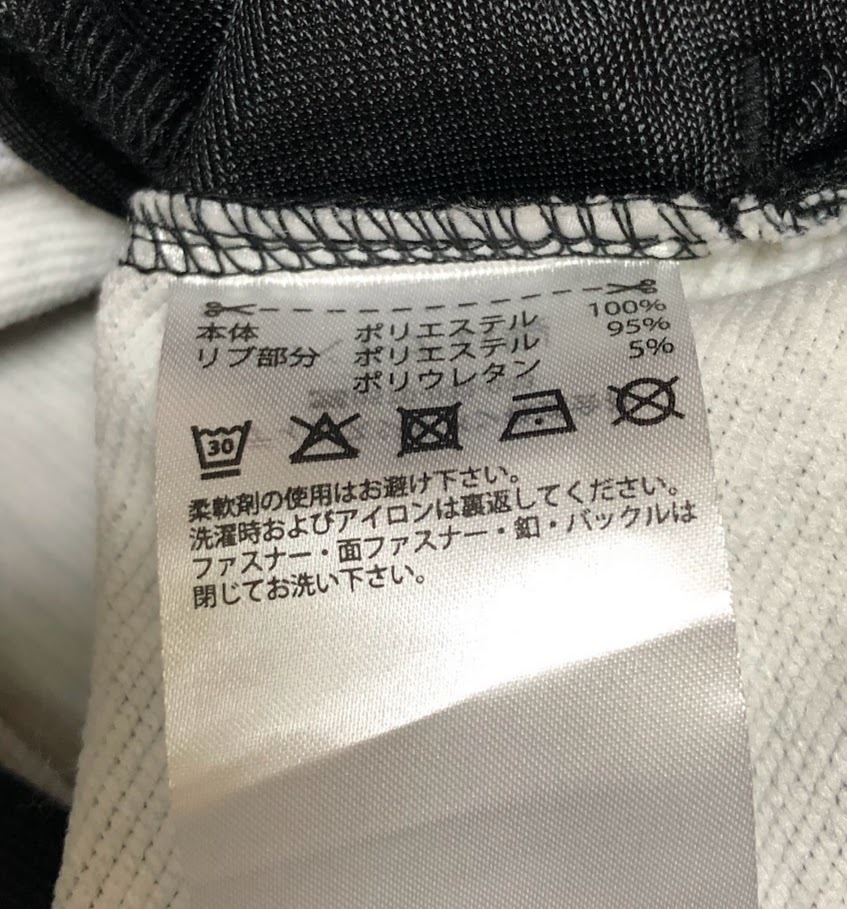 本体 ポリエステル 100%
リブ部分 ポリエステル 95%
ポリウレタン 5%
30
柔軟剤の使用はお避け下さい。
洗濯時およびアイロンは裏返してください。
ファスナー・面ファスナー・釦・バックルは
閉じてお洗い下さい。